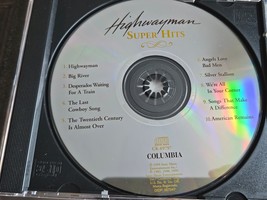 Highwayman
SUPER HITS
1. Highwayman
2. Big River
3. Desperados Waiting
For A Train
4. The Last
Cowboy Song
5. The Twentieth Century
Is Almost Over
6. Angels Love
Bad Men
7. Silver Stallion
8. We're All
In Your Corner
9. Songs That Make
A Difference
10. American Remains
COLUMBIA